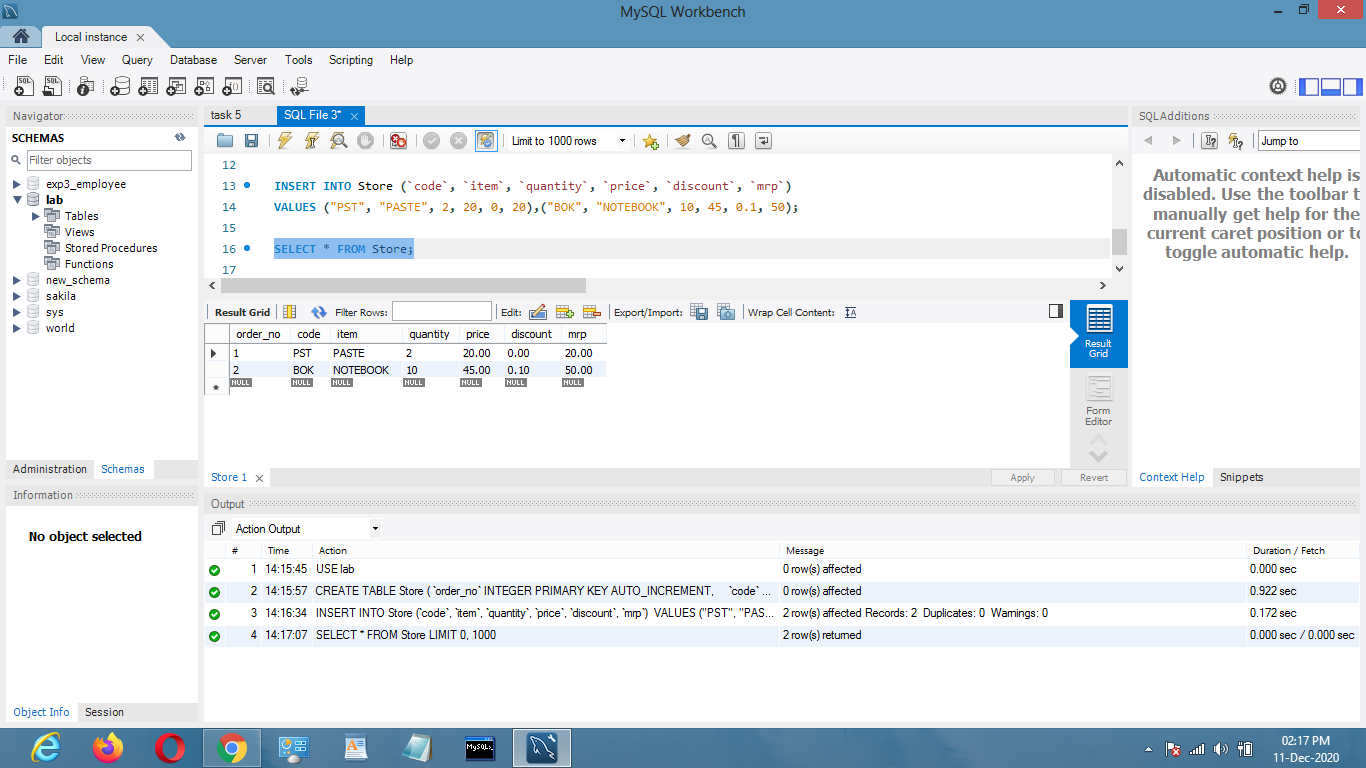 MySQL Workbench
Local instance
File Edit View Query Database Server Tools Scripting Help
Navigator
SCHEMAS
Filter objects
exp3_employee
lab
Tables
Views
Stored Procedures
Functions
new_schema
sakila
sys
world
Administration Schemas
Information
No object selected
Object Info Session
task 5 SQL File 3*
Limit to 1000 rows
12
13 INSERT INTO Store (`code`, `item`, `quantity`, `price`, `discount`, `mrp`)
14 VALUES ("PST", "PASTE", 2, 20, 0, 20),("BOK", "NOTEBOOK", 10, 45, 0.1, 50);
15
16 SELECT * FROM Store;
17
Result Grid Filter Rows: Edit: Export/Import: Wrap Cell Content:
order_no code item quantity price discount mrp
1 PST PASTE 2 20.00 0.00 20.00
2 BOK NOTEBOOK 10 45.00 0.10 50.00
NULL NULL NULL NULL NULL NULL NULL
Result
Grid
Form
Editor
Store 1
Apply Revert
SQLAdditions
Jump to
Automatic context help is
disabled. Use the toolbar t
manually get help for the
current caret position or to
toggle automatic help.
Context Help Snippets
Output
Action Output
# Time Action Message Duration / Fetch
1 14:15:45 USE lab 0 row(s) affected 0.000 sec
2 14:15:57 CREATE TABLE Store ( `order_no` INTEGER PRIMARY KEY AUTO_INCREMENT, `code` ... 0 row(s) affected 0.922 sec
3 14:16:34 INSERT INTO Store (`code`, `item`, `quantity`, `price`, `discount`, `mrp`) VALUES ("PST", "PAS... 2 row(s) affected Records: 2 Duplicates: 0 Warnings: 0 0.172 sec
4 14:17:07 SELECT * FROM Store LIMIT 0, 1000 2 row(s) returned 0.000 sec / 0.000 sec
02:17 PM
11-Dec-2020